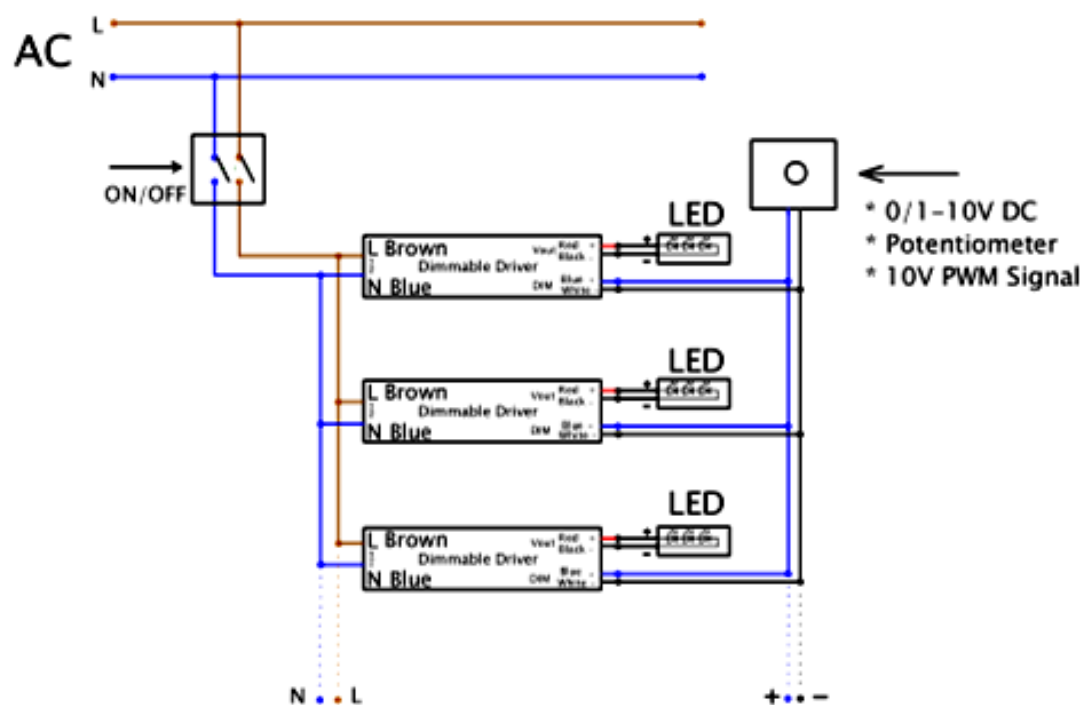 L
AC
N
ON/OFF
* 0/1-10V DC
* Potentiometer
* 10V PWM Signal
LED
L Brown
Dimmable Driver
N Blue
Vout Red +
Black -
DIM Blue +
White -
+
-
LED
L Brown
Dimmable Driver
N Blue
Vout Red +
Black -
DIM Blue +
White -
+
-
LED
L Brown
Dimmable Driver
N Blue
Vout Red +
Black -
DIM Blue +
White -
+
-
N L
+ -